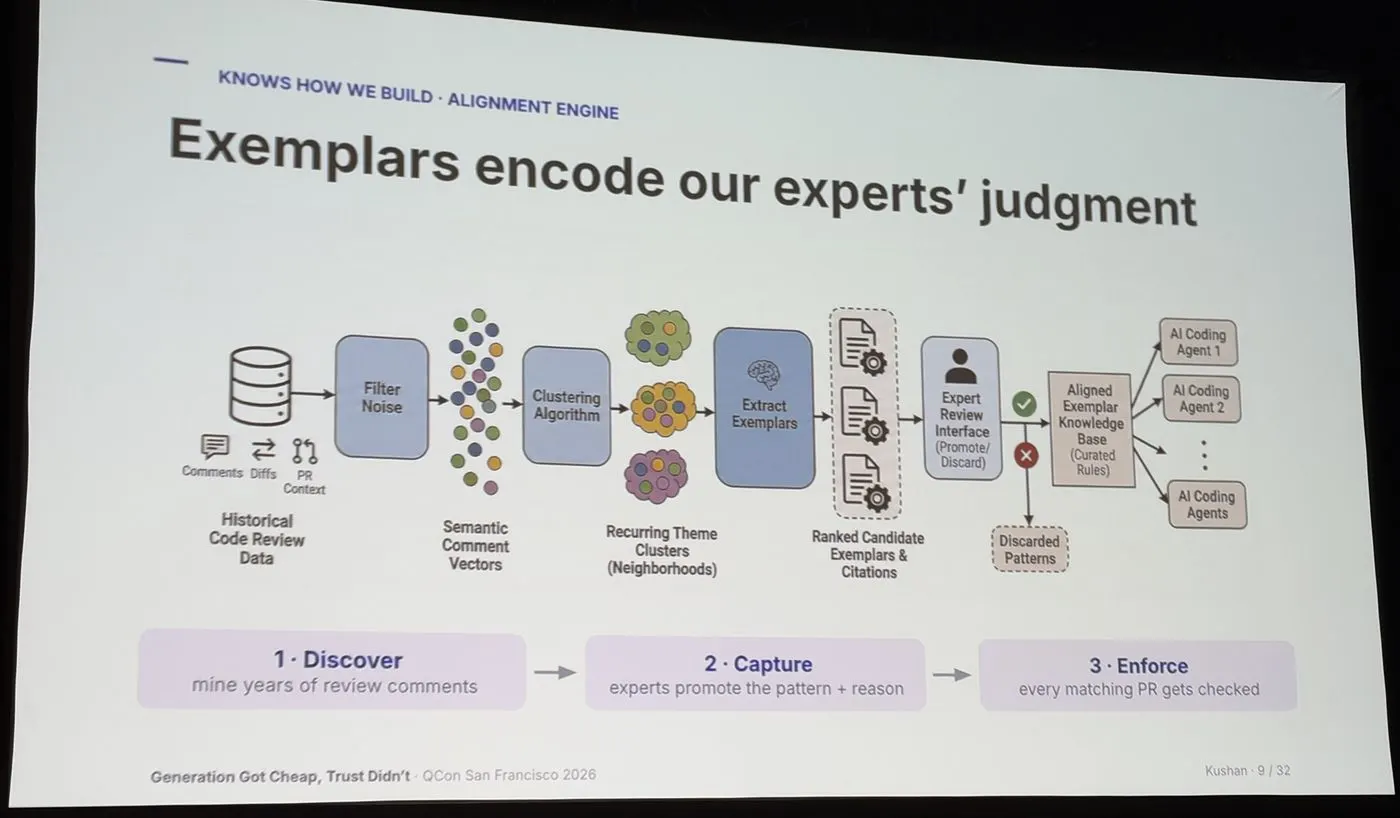 KNOWS HOW WE BUILD · ALIGNMENT ENGINE
Exemplars encode our experts’ judgment
Comments
Diffs
PR
Context
Historical
Code Review
Data
Filter
Noise
Semantic
Comment
Vectors
Clustering
Algorithm
Recurring Theme
Clusters
(Neighborhoods)
Extract
Exemplars
Ranked Candidate
Exemplars &
Citations
Expert
Review
Interface
(Promote/
Discard)
Discarded
Patterns
Aligned
Exemplar
Knowledge
Base
(Curated
Rules)
AI Coding
Agent 1
AI Coding
Agent 2
AI Coding
Agents
1 · Discover
mine years of review comments
2 · Capture
experts promote the pattern + reason
3 · Enforce
every matching PR gets checked
Generation Got Cheap, Trust Didn’t · QCon San Francisco 2026
Kushan · 9 / 32